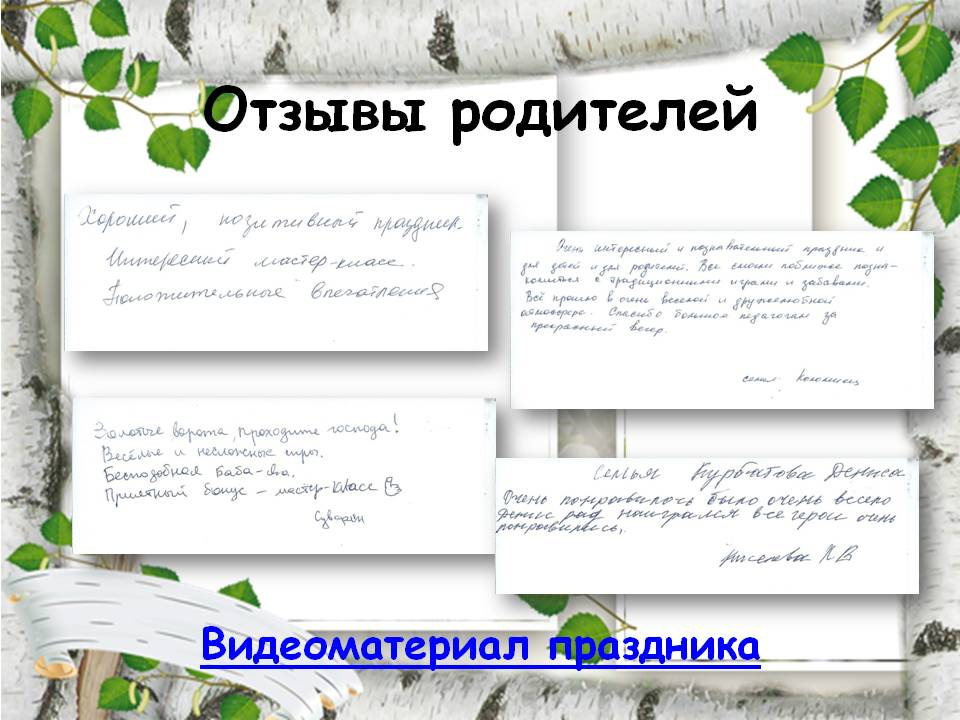 Отзывы родителей
Хороший, позитивный праздник.
Интересный мастер-класс.
Положительные впечатления
Очень интересный и познавательный праздник и
для детей и для родителей. Все смогли поближе позна-
комиться с традиционными играми и забавами.
Всё прошло в очень веселой и дружелюбной
атмосфере. Спасибо большое педагогам за
прекрасный вечер.
семья
Золотые ворота, проходите господа!
Весёлые и несложные игры.
Бесподобная Баба-яга.
Приятный бонус – мастер-класс
Семья Курбатова Дениса
Очень понравилось было очень весело
Денис рад наигрался все герои очень
понравились,
Видеоматериал праздника